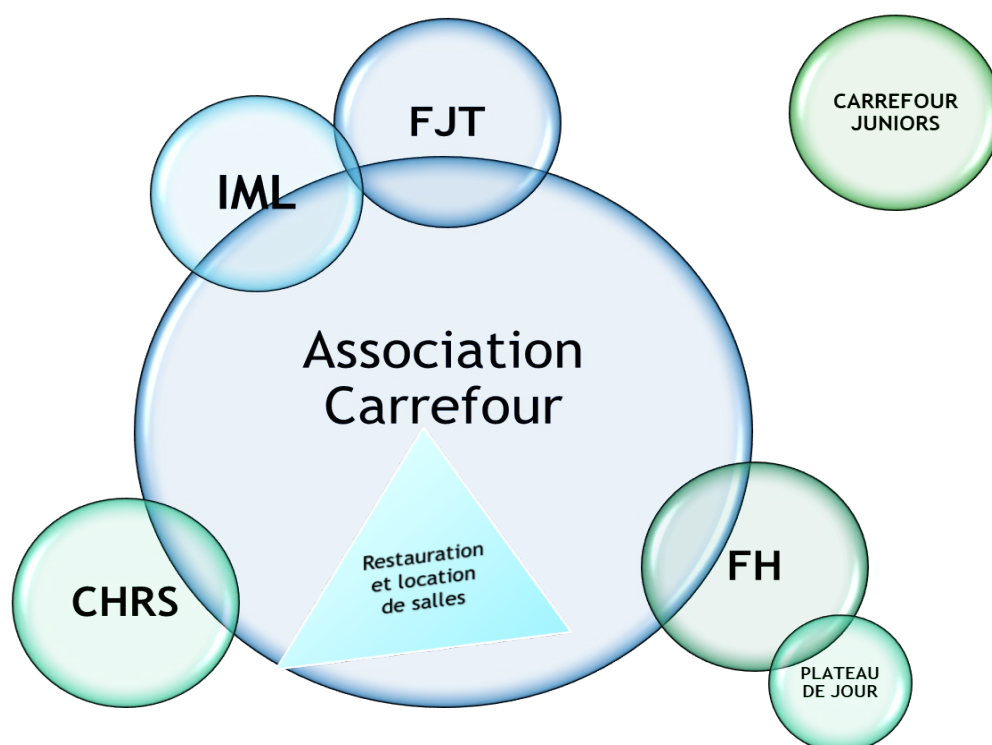 FJT
CARREFOUR
JUNIORS
IML
Association
Carrefour
Restauration
et location
de salles
CHRS
FH
PLATEAU
DE JOUR